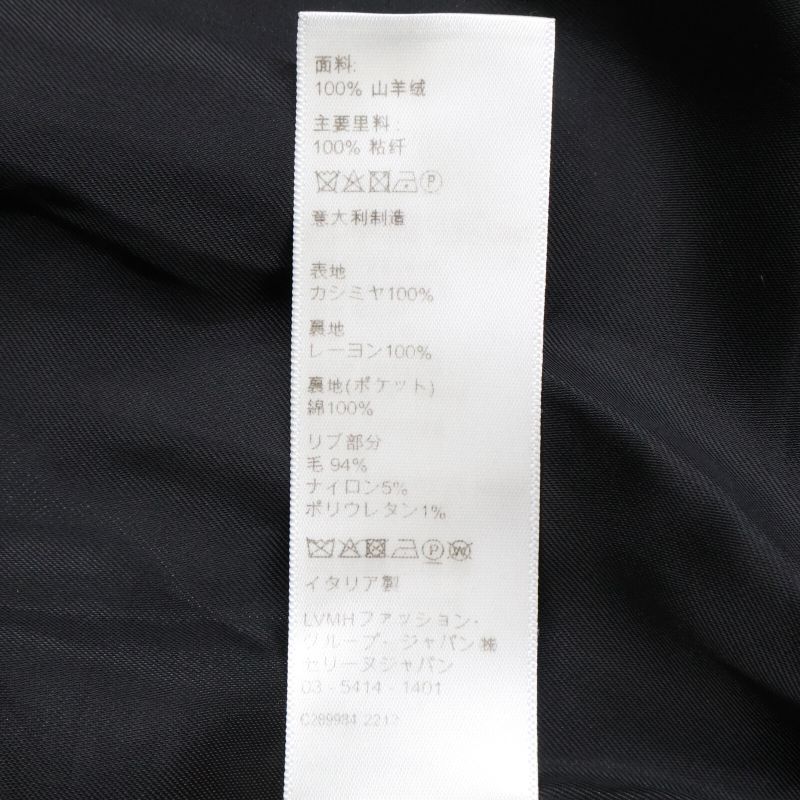 面料:
100% 山羊绒
主要里料:
100% 粘纤
意大利制造
表地
カシミヤ100%
裏地
レーヨン100%
裏地(ポケット)
綿100%
リブ部分
毛 94%
ナイロン5%
ポリウレタン1%
イタリア製
LVMHファッション・
グループ・ジャパン㈱
セリーヌジャパン
03 - 5414 - 1401
C289984 2212